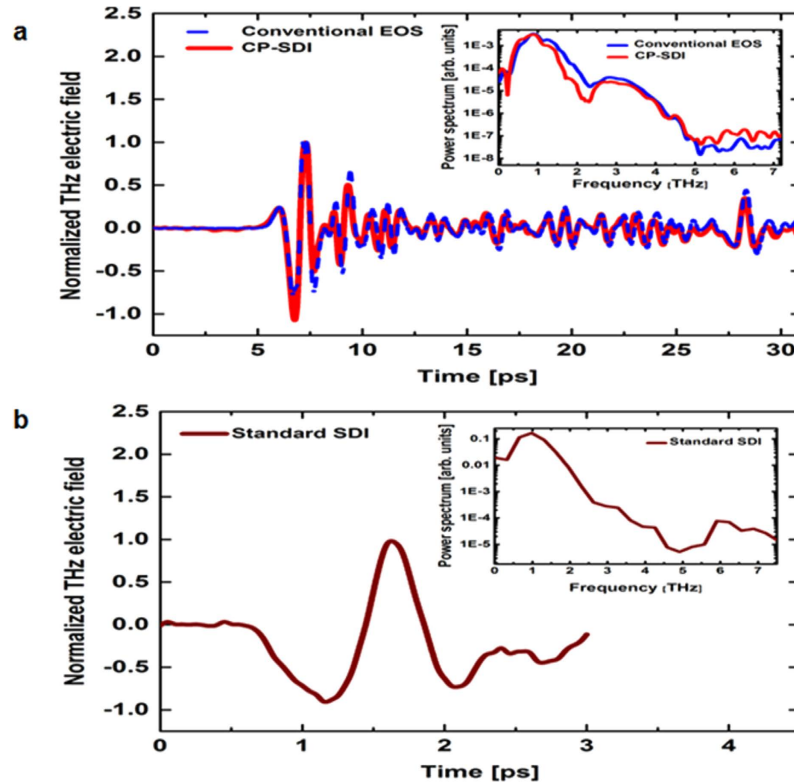 a
Normalized THz electric field
2.5
2.0
1.5
1.0
0.5
0.0
-0.5
-1.0
Conventional EOS
CP-SDI
Power spectrum [arb. units]
1E-3
1E-4
1E-5
1E-6
1E-7
1E-8
Conventional EOS
CP-SDI
0 1 2 3 4 5 6 7
Frequency [THz]
0 5 10 15 20 25 30
Time [ps]
b
Normalized THz electric field
2.5
2.0
1.5
1.0
0.5
0.0
-0.5
-1.0
Standard SDI
Power spectrum [arb. units]
0.1
0.01
1E-3
1E-4
1E-5
Standard SDI
0 1 2 3 4 5 6 7
Frequency [THz]
0 1 2 3 4
Time [ps]